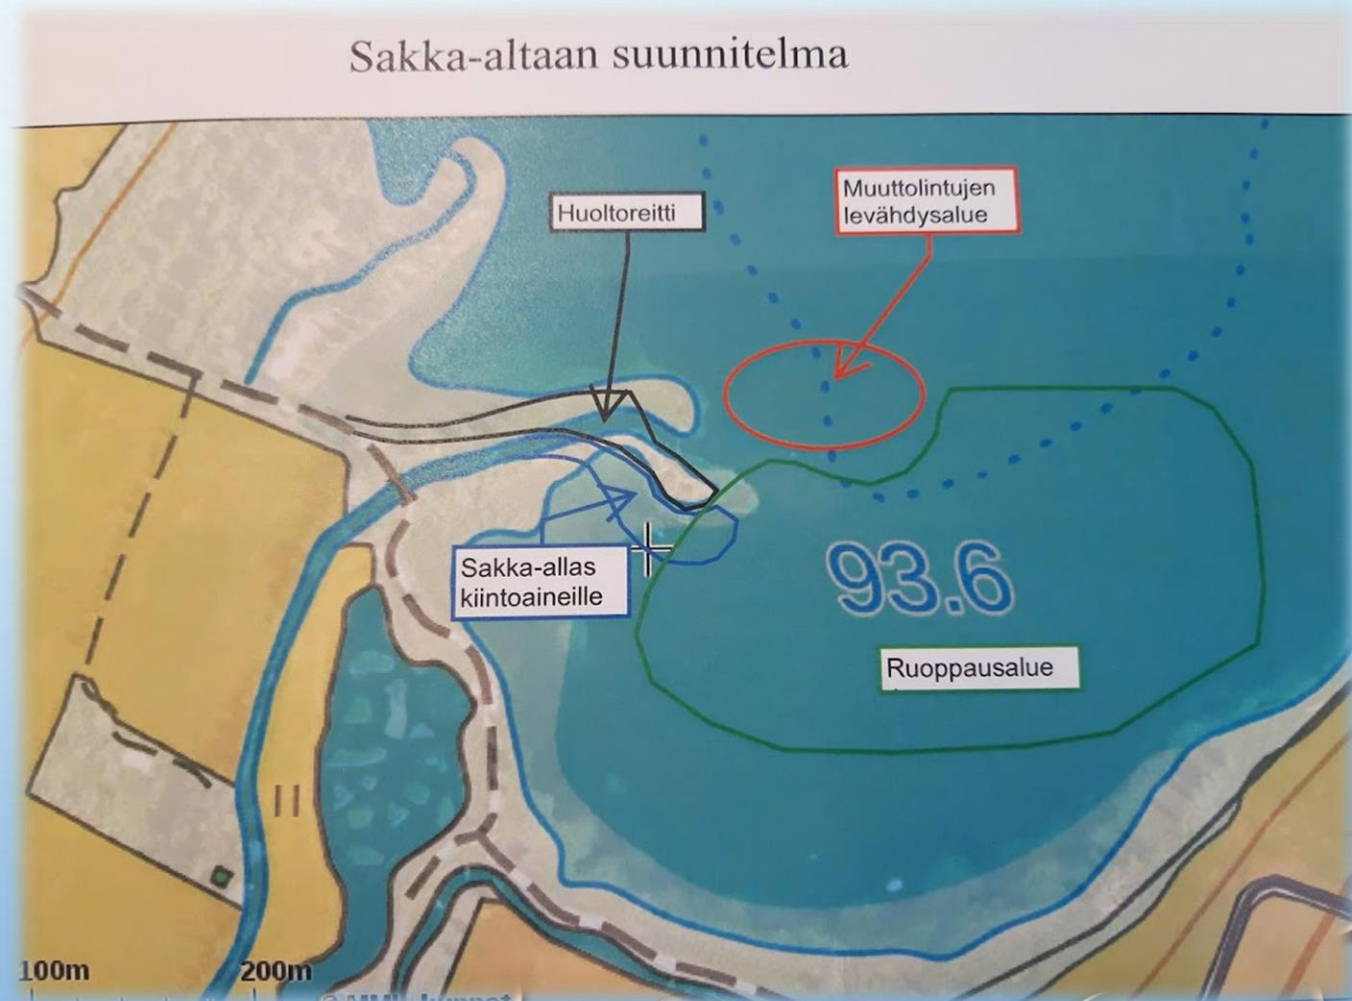 Sakka-altaan suunnitelma
Huoltoreitti
Muuttolintujen
levähdysalue
Sakka-allas
kiintoaineille
93.6
Ruoppausalue
100m
200m